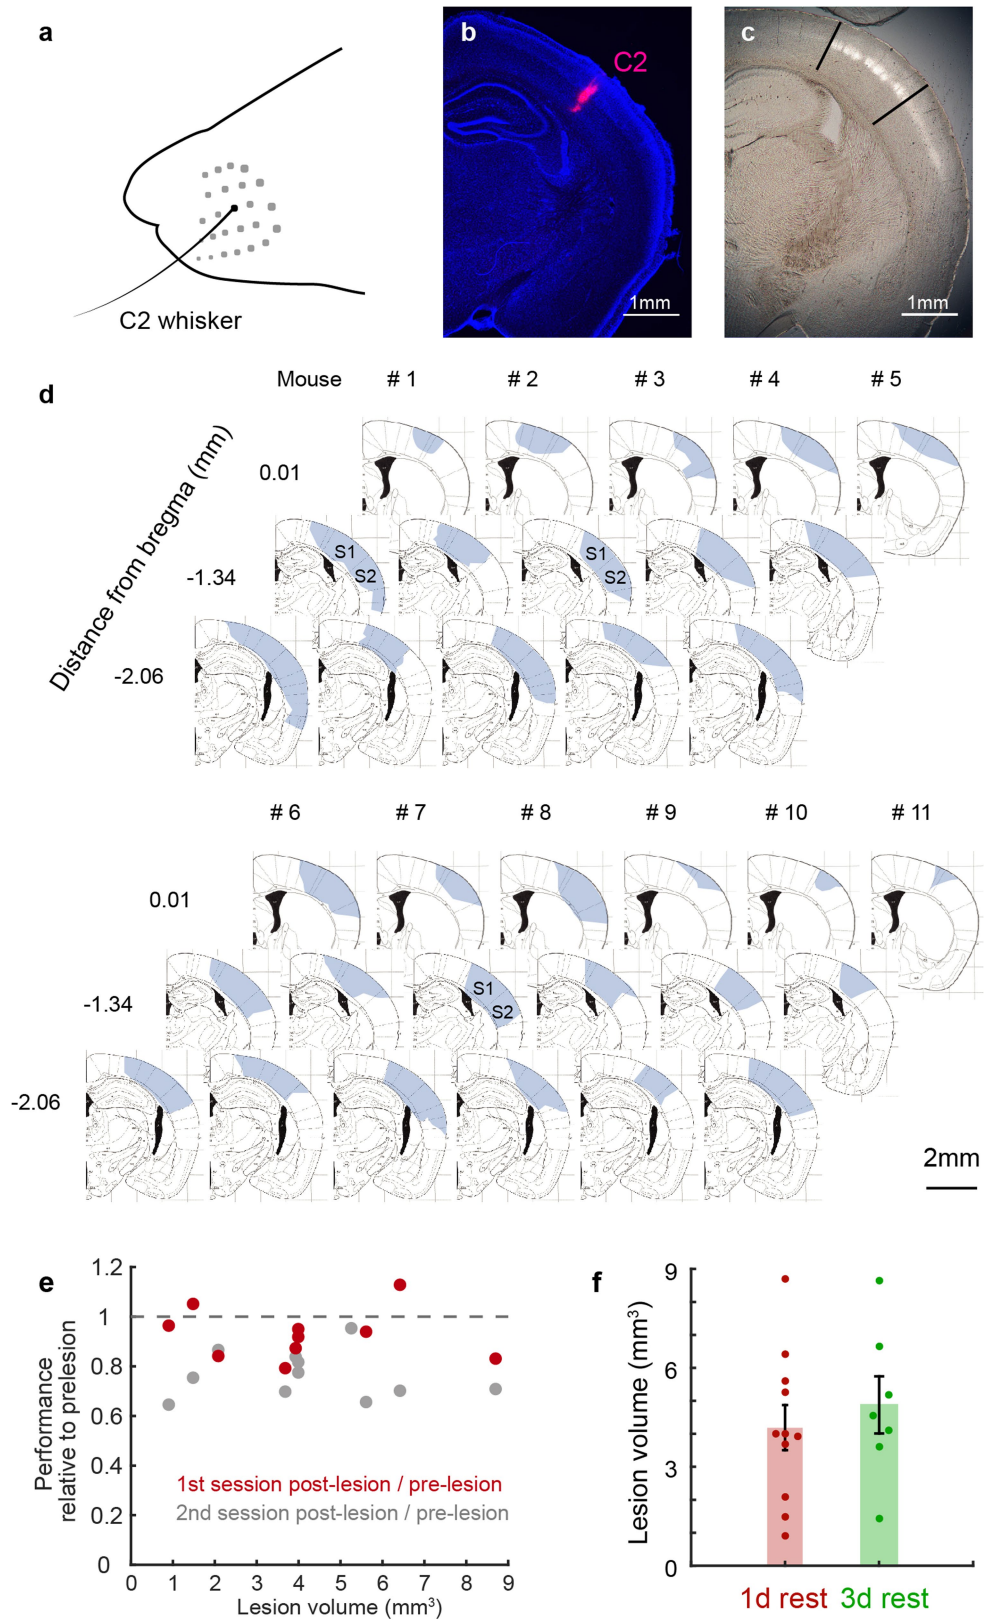 a
C2 whisker
b
C2
1mm
c
1mm
d
Mouse # 1 # 2 # 3 # 4 # 5
Distance from bregma (mm)
0.01
-1.34
S1
S2
S1
S2
-2.06
# 6 # 7 # 8 # 9 # 10 # 11
0.01
-1.34
S1
S2
-2.06
2mm
e
Performance
relative to prelesion
1.2
1
0.8
0.6
0.4
0.2
0
1st session post-lesion / pre-lesion
2nd session post-lesion / pre-lesion
0 1 2 3 4 5 6 7 8 9
Lesion volume (mm³)
f
Lesion volume (mm³)
9
6
3
0
1d rest 3d rest